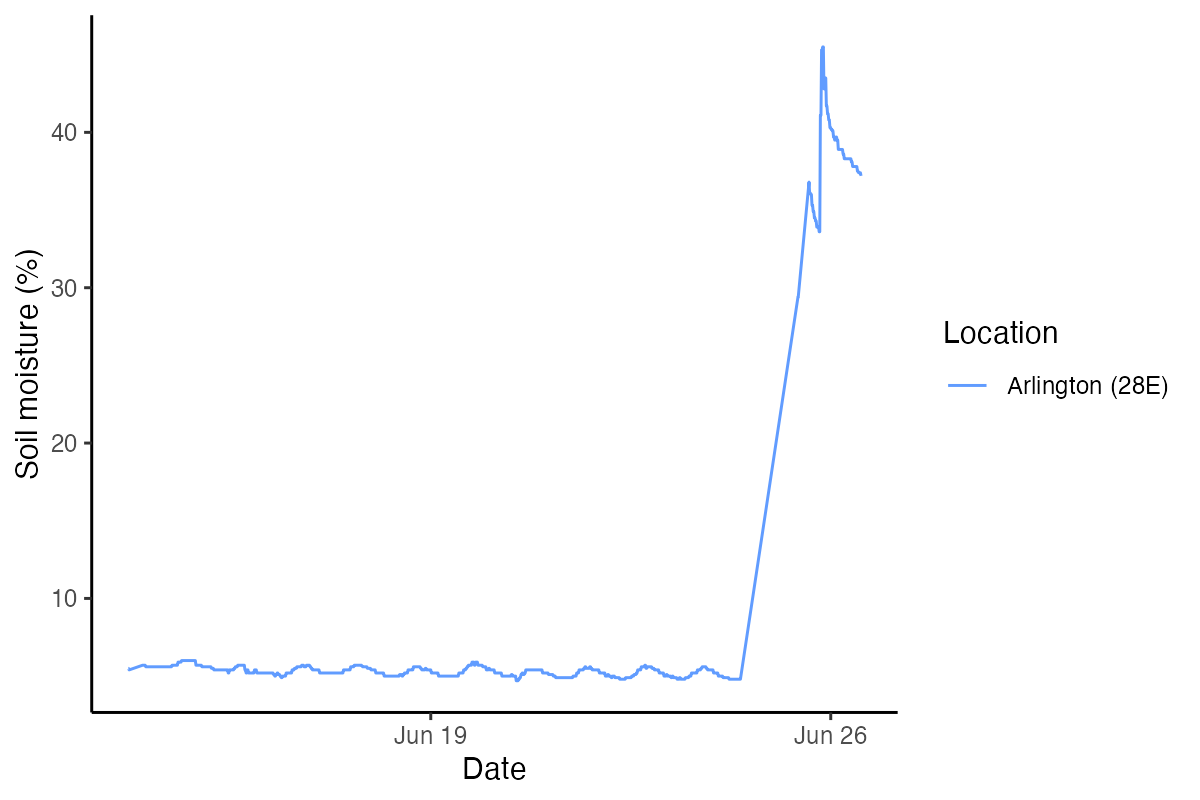 Soil moisture (%)
40
30
20
10
Jun 19
Jun 26
Date
Location
Arlington (28E)